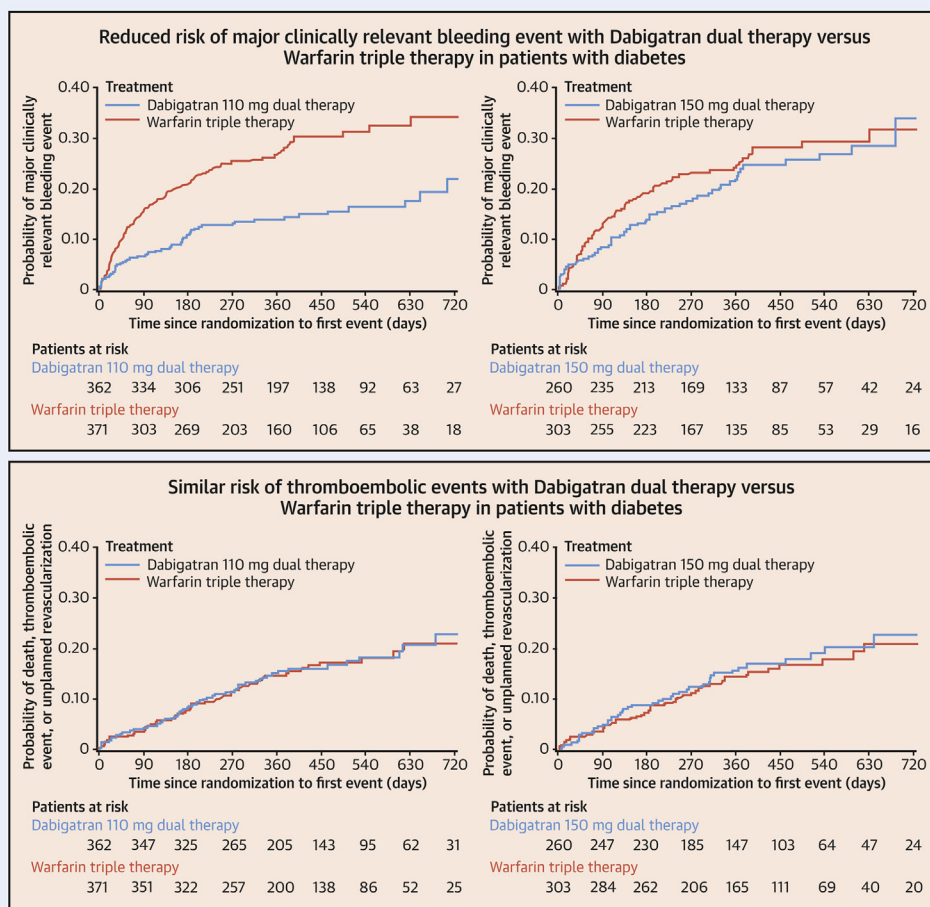 Reduced risk of major clinically relevant bleeding event with Dabigatran dual therapy versus
Warfarin triple therapy in patients with diabetes
Probability of major clinically
relevant bleeding event
0.40
0.30
0.20
0.10
0
Treatment
Dabigatran 110 mg dual therapy
Warfarin triple therapy
0 90 180 270 360 450 540 630 720
Time since randomization to first event (days)
Patients at risk
Dabigatran 110 mg dual therapy
362 334 306 251 197 138 92 63 27
Warfarin triple therapy
371 303 269 203 160 106 65 38 18
Probability of major clinically
relevant bleeding event
0.40
0.30
0.20
0.10
0
Treatment
Dabigatran 150 mg dual therapy
Warfarin triple therapy
0 90 180 270 360 450 540 630 720
Time since randomization to first event (days)
Patients at risk
Dabigatran 150 mg dual therapy
260 235 213 169 133 87 57 42 24
Warfarin triple therapy
303 255 223 167 135 85 53 29 16
Similar risk of thromboembolic events with Dabigatran dual therapy versus
Warfarin triple therapy in patients with diabetes
Probability of death, thromboembolic
event, or unplanned revascularization
0.40
0.30
0.20
0.10
0
Treatment
Dabigatran 110 mg dual therapy
Warfarin triple therapy
0 90 180 270 360 450 540 630 720
Time since randomization to first event (days)
Patients at risk
Dabigatran 110 mg dual therapy
362 347 325 265 205 143 95 62 31
Warfarin triple therapy
371 351 322 257 200 138 86 52 25
Probability of death, thromboembolic
event, or unplanned revascularization
0.40
0.30
0.20
0.10
0
Treatment
Dabigatran 150 mg dual therapy
Warfarin triple therapy
0 90 180 270 360 450 540 630 720
Time since randomization to first event (days)
Patients at risk
Dabigatran 150 mg dual therapy
260 247 230 185 147 103 64 47 24
Warfarin triple therapy
303 284 262 206 165 111 69 40 20